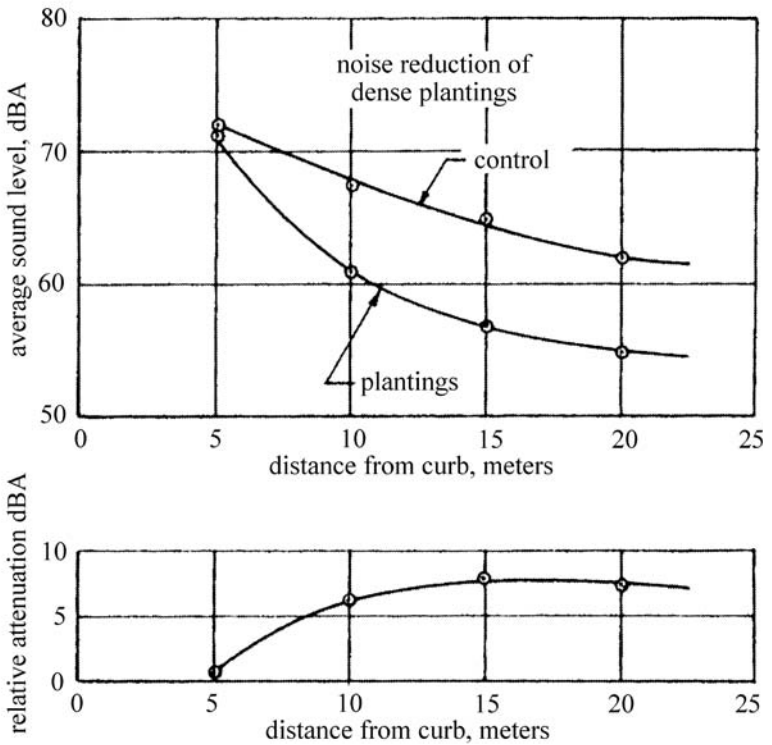 80
noise reduction of
dense plantings
average sound level, dBA
70
control
60
plantings
50
0 5 10 15 20 25
distance from curb, meters
relative attenuation dBA
10
5
0
0 5 10 15 20 25
distance from curb, meters